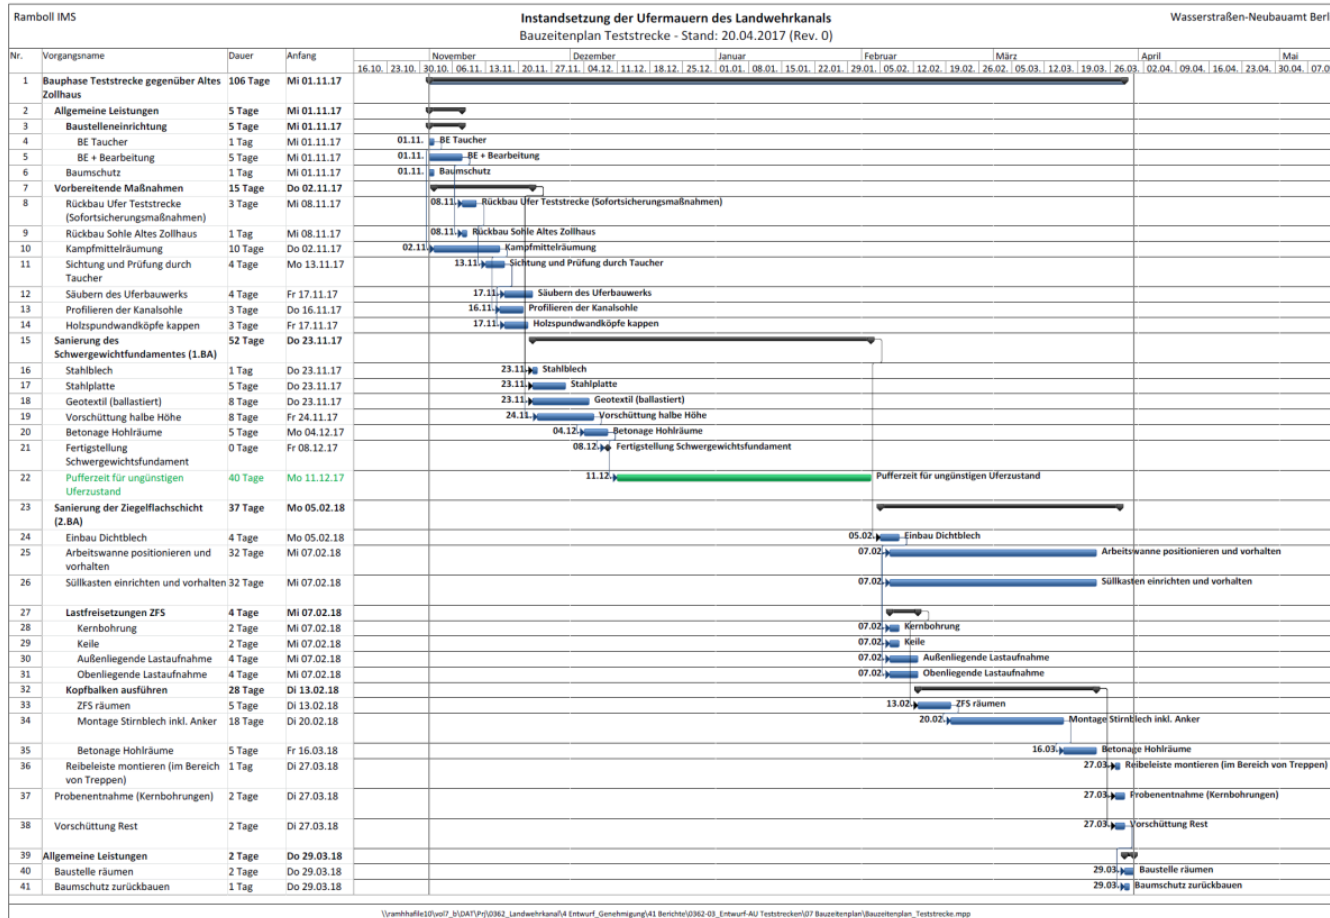 Ramboll IMS
Instandsetzung der Ufermauern des Landwehrkanals
Wasserstraßen-Neubauamt Berl
Bauzeitenplan Teststrecke - Stand: 20.04.2017 (Rev. 0)
Nr. Vorgangsname Dauer Anfang November Dezember Januar Februar März April Mai
16.10. 23.10. 30.10. 06.11. 13.11. 20.11. 27.11. 04.12. 11.12. 18.12. 25.12. 01.01. 08.01. 15.01. 22.01. 29.01. 05.02. 12.02. 19.02. 26.02. 05.03. 12.03. 19.03. 26.03. 02.04. 09.04. 16.04. 23.04. 30.04. 07.0
1 Bauphase Teststrecke gegenüber Altes 106 Tage Mi 01.11.17
Zollhaus
2 Allgemeine Leistungen 5 Tage Mi 01.11.17
3 Baustelleneinrichtung 5 Tage Mi 01.11.17
4 BE Taucher 1 Tag Mi 01.11.17 01.11. BE Taucher
5 BE + Bearbeitung 5 Tage Mi 01.11.17 01.11. BE + Bearbeitung
6 Baumschutz 1 Tag Mi 01.11.17 01.11. Baumschutz
7 Vorbereitende Maßnahmen 15 Tage Do 02.11.17
8 Rückbau Ufer Teststrecke 3 Tage Mi 08.11.17 08.11. Rückbau Ufer Teststrecke (Sofortsicherungsmaßnahmen)
(Sofortsicherungsmaßnahmen)
9 Rückbau Sohle Altes Zollhaus 1 Tag Mi 08.11.17 08.11. Rückbau Sohle Altes Zollhaus
10 Kampfmittelräumung 10 Tage Do 02.11.17 02.11. Kampfmittelräumung
11 Sichtung und Prüfung durch 4 Tage Mo 13.11.17 13.11. Sichtung und Prüfung durch Taucher
Taucher
12 Säubern des Uferbauwerks 4 Tage Fr 17.11.17 17.11. Säubern des Uferbauwerks
13 Profilieren der Kanalsohle 3 Tage Do 16.11.17 16.11. Profilieren der Kanalsohle
14 Holzspundwandköpfe kappen 3 Tage Fr 17.11.17 17.11. Holzspundwandköpfe kappen
15 Sanierung des 52 Tage Do 23.11.17
Schwergewichtfundamentes (1.BA)
16 Stahlblech 1 Tag Do 23.11.17 23.11. Stahlblech
17 Stahlplatte 5 Tage Do 23.11.17 23.11. Stahlplatte
18 Geotextil (ballastiert) 8 Tage Do 23.11.17 23.11. Geotextil (ballastiert)
19 Vorschüttung halbe Höhe 8 Tage Fr 24.11.17 24.11. Vorschüttung halbe Höhe
20 Betonage Hohlräume 5 Tage Mo 04.12.17 04.12. Betonage Hohlräume
21 Fertigstellung 0 Tage Fr 08.12.17 08.12. Fertigstellung Schwergewichtsfundament
Schwergewichtsfundament
22 Pufferzeit für ungünstigen 40 Tage Mo 11.12.17 11.12. Pufferzeit für ungünstigen Uferzustand
Uferzustand
23 Sanierung der Ziegelflachschicht 37 Tage Mo 05.02.18
(2.BA)
24 Einbau Dichtblech 4 Tage Mo 05.02.18 05.02. Einbau Dichtblech
25 Arbeitswanne positionieren und 32 Tage Mi 07.02.18 07.02. Arbeitswanne positionieren und vorhalten
vorhalten
26 Süllkasten einrichten und vorhalten 32 Tage Mi 07.02.18 07.02. Süllkasten einrichten und vorhalten
27 Lastfreisetzungen ZFS 4 Tage Mi 07.02.18
28 Kernbohrung 2 Tage Mi 07.02.18 07.02. Kernbohrung
29 Keile 2 Tage Mi 07.02.18 07.02. Keile
30 Außenliegende Lastaufnahme 4 Tage Mi 07.02.18 07.02. Außenliegende Lastaufnahme
31 Obenliegende Lastaufnahme 4 Tage Mi 07.02.18 07.02. Obenliegende Lastaufnahme
32 Kopfbalken ausführen 28 Tage Di 13.02.18
33 ZFS räumen 5 Tage Di 13.02.18 13.02. ZFS räumen
34 Montage Stirnblech inkl. Anker 18 Tage Di 20.02.18 20.02. Montage Stirnblech inkl. Anker
35 Betonage Hohlräume 5 Tage Fr 16.03.18 16.03. Betonage Hohlräume
36 Reibeleiste montieren (im Bereich 1 Tag Di 27.03.18 27.03. Reibeleiste montieren (im Bereich von Treppen)
von Treppen)
37 Probenentnahme (Kernbohrungen) 2 Tage Di 27.03.18 27.03. Probenentnahme (Kernbohrungen)
38 Vorschüttung Rest 2 Tage Di 27.03.18 27.03. Vorschüttung Rest
39 Allgemeine Leistungen 2 Tage Do 29.03.18
40 Baustelle räumen 2 Tage Do 29.03.18 29.03. Baustelle räumen
41 Baumschutz zurückbauen 1 Tag Do 29.03.18 29.03. Baumschutz zurückbauen
\\ramhhafile10\vol7_b\DAT\Prj\0362_Landwehrkanal\4 Entwurf_Genehmigung\41 Berichte\0362-03_Entwurf-AU Teststrecken\07 Bauzeitenplan\Bauzeitenplan_Teststrecke.mpp